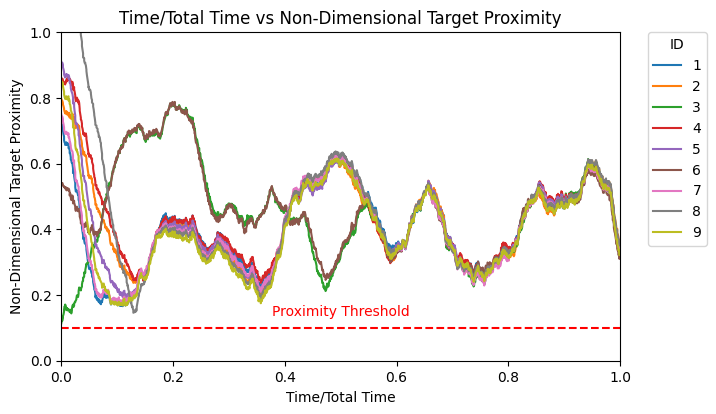 Time/Total Time vs Non-Dimensional Target Proximity
Non-Dimensional Target Proximity
1.0
0.8
0.6
0.4
0.2
0.0
Proximity Threshold
0.0 0.2 0.4 0.6 0.8 1.0
Time/Total Time
ID
1
2
3
4
5
6
7
8
9